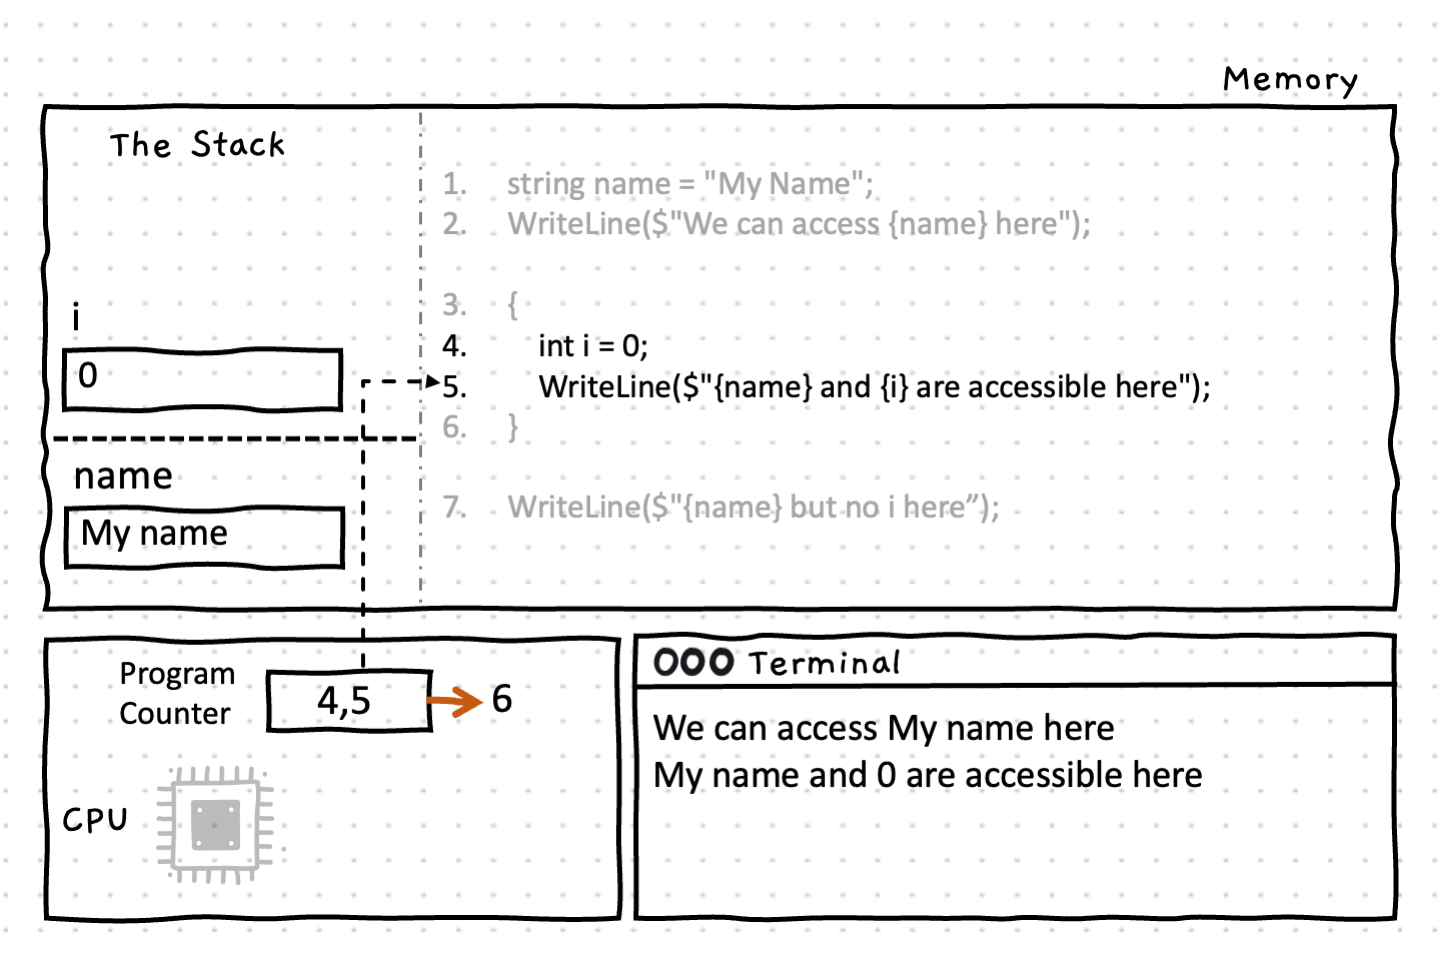 Memory
The Stack
1. string name = "My Name";
2. WriteLine($"We can access {name} here");
3. {
i
4. int i = 0;
0
5. WriteLine($"{name} and {i} are accessible here");
6. }
name
7. WriteLine($"{name} but no i here”);
My name
Program
Counter
4,5
6
CPU
Terminal
We can access My name here
My name and 0 are accessible here